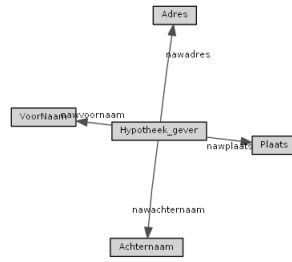 Adres
nawadres
VoorNaam
nawvoornaam
Hypotheek_gever
nawplaats
Plaats
nawachternaam
Achternaam